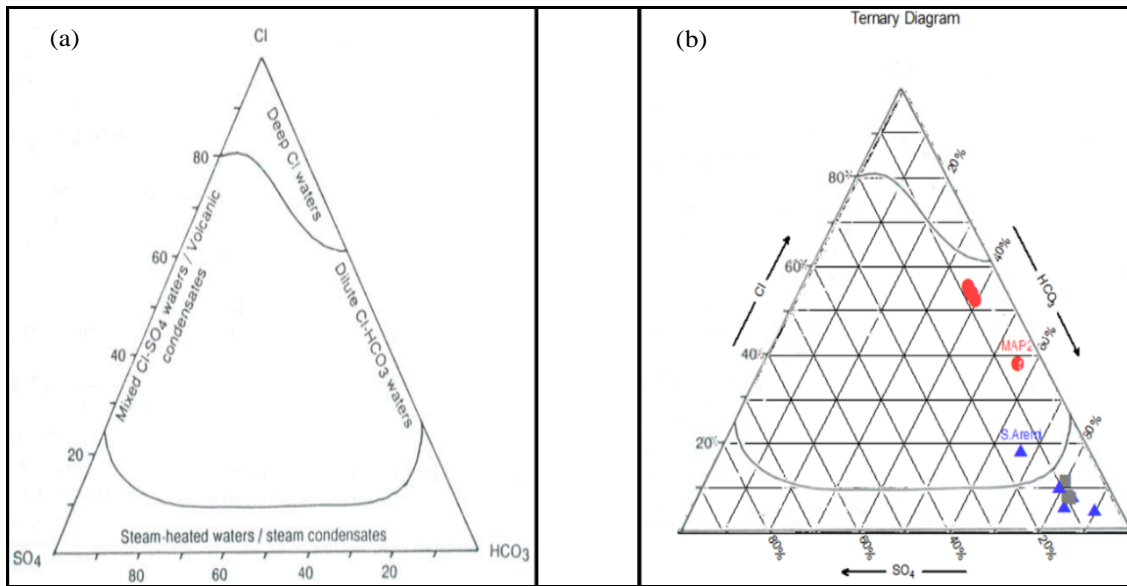 (a)
Cl
Deep Cl waters
80
Mixed Cl-SO4 waters / Volcanic
condensates
60
Dilute Cl-HCO3 waters
40
20
Steam-heated waters / steam condensates
SO4
HCO3
80
60
40
20
(b)
Ternary Diagram
20%
80%
40%
60%
Cl
HCO3
MAP2
60%
40%
S.Aremi
80%
20%
80%
60%
40%
20%
SO4